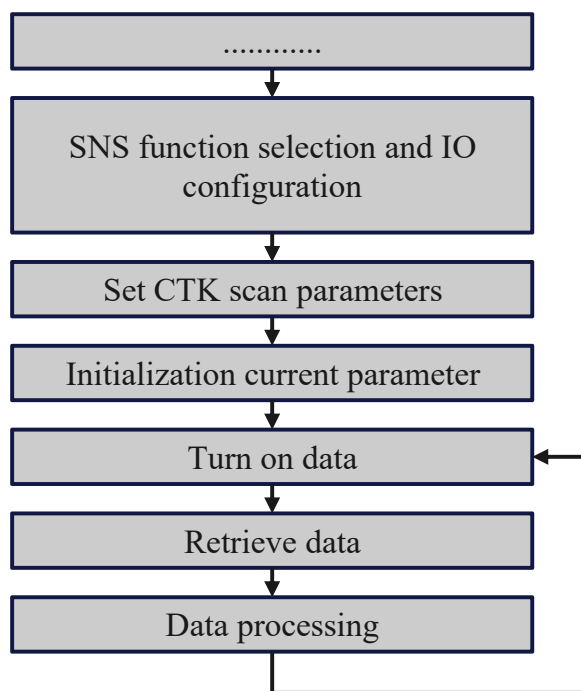 ............
SNS function selection and IO
configuration
Set CTK scan parameters
Initialization current parameter
Turn on data
Retrieve data
Data processing